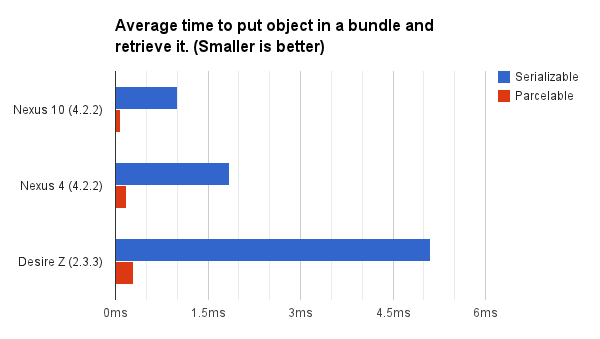 Average time to put object in a bundle and
retrieve it. (Smaller is better)
Serializable
Parcelable
Nexus 10 (4.2.2)
Nexus 4 (4.2.2)
Desire Z (2.3.3)
0ms 1.5ms 3ms 4.5ms 6ms